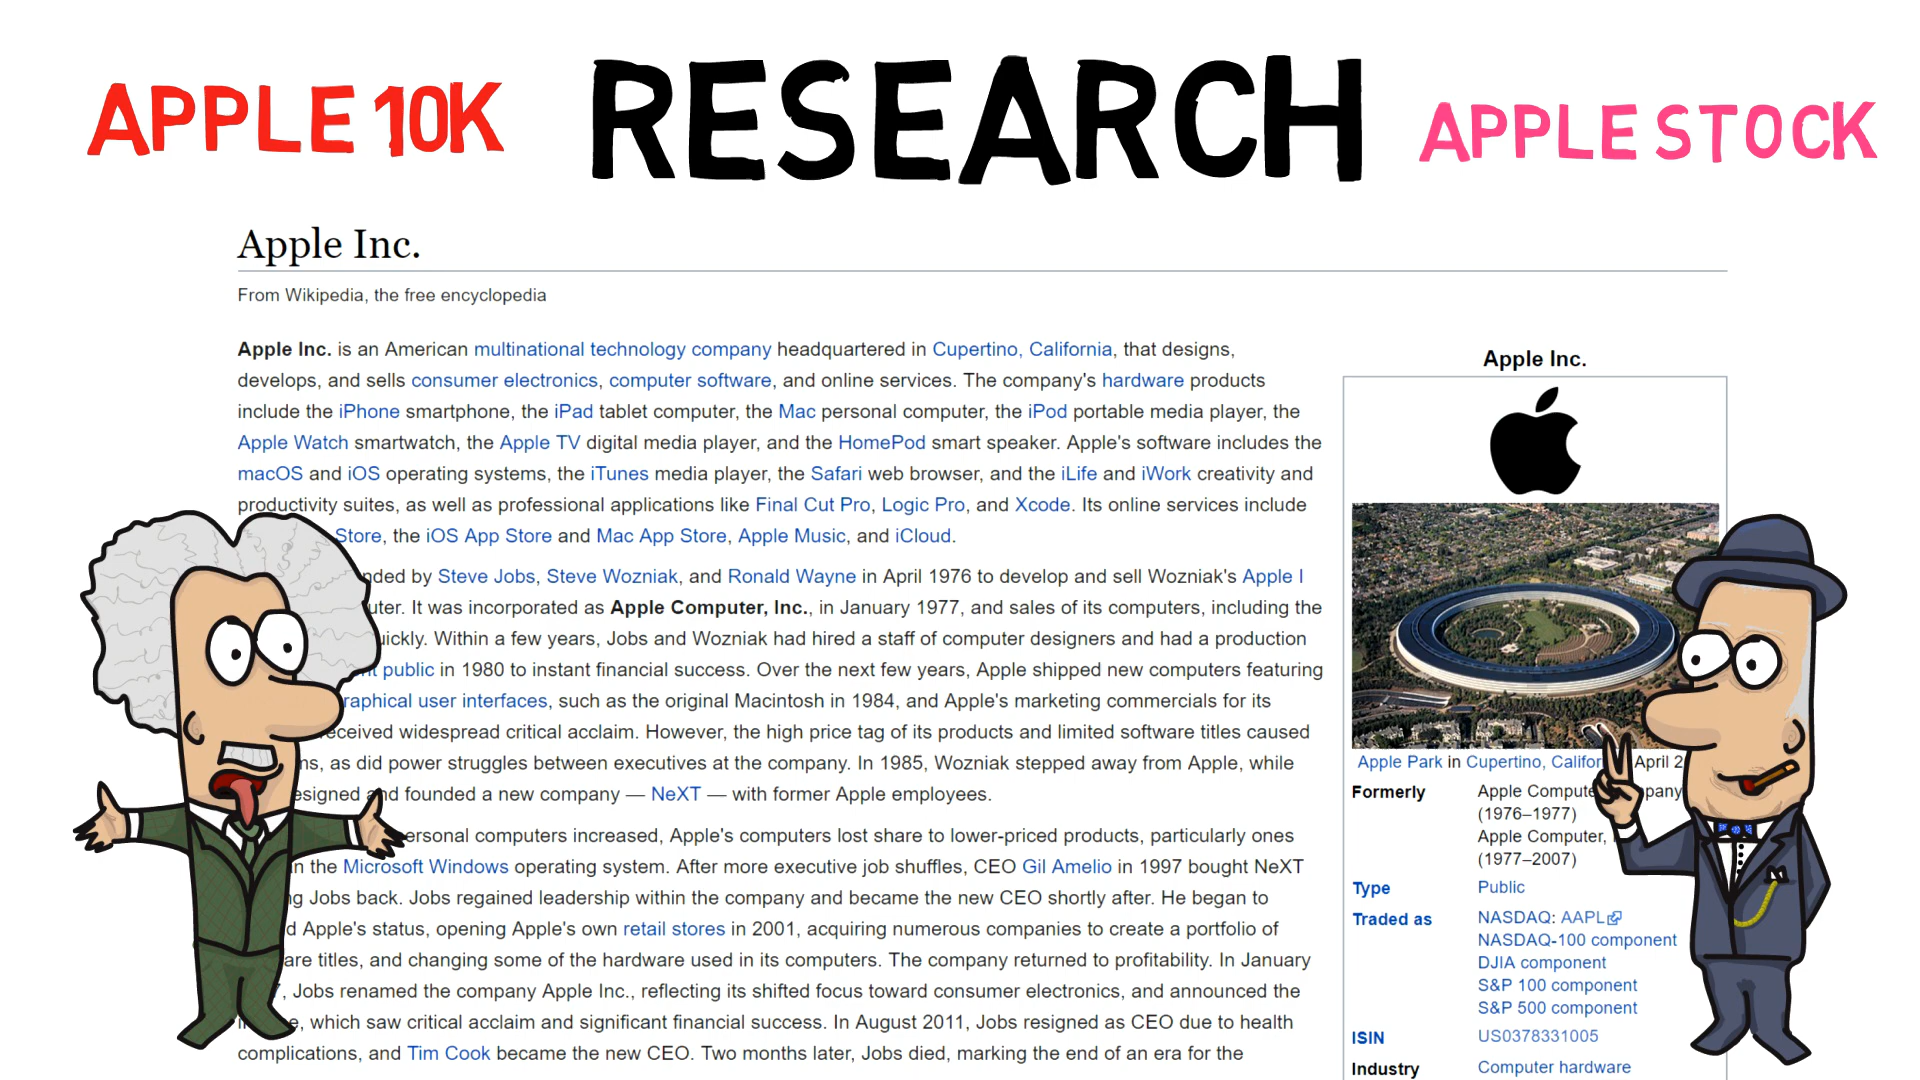 APPLE 10K RESEARCH APPLE STOCK
Apple Inc.
From Wikipedia, the free encyclopedia
Apple Inc. is an American multinational technology company headquartered in Cupertino, California, that designs,
develops, and sells consumer electronics, computer software, and online services. The company's hardware products
include the iPhone smartphone, the iPad tablet computer, the Mac personal computer, the iPod portable media player, the
Apple Watch smartwatch, the Apple TV digital media player, and the HomePod smart speaker. Apple's software includes the
macOS and iOS operating systems, the iTunes media player, the Safari web browser, and the iLife and iWork creativity and
productivity suites, as well as professional applications like Final Cut Pro, Logic Pro, and Xcode. Its online services include
Store, the iOS App Store and Mac App Store, Apple Music, and iCloud.
by Steve Jobs, Steve Wozniak, and Ronald Wayne in April 1976 to develop and sell Wozniak's Apple I
It was incorporated as Apple Computer, Inc., in January 1977, and sales of its computers, including the
Within a few years, Jobs and Wozniak had hired a staff of computer designers and had a production
public in 1980 to instant financial success. Over the next few years, Apple shipped new computers featuring
user interfaces, such as the original Macintosh in 1984, and Apple's marketing commercials for its
widespread critical acclaim. However, the high price tag of its products and limited software titles caused
as did power struggles between executives at the company. In 1985, Wozniak stepped away from Apple, while
and founded a new company — NeXT — with former Apple employees.
computers increased, Apple's computers lost share to lower-priced products, particularly ones
the Microsoft Windows operating system. After more executive job shuffles, CEO Gil Amelio in 1997 bought NeXT
Jobs back. Jobs regained leadership within the company and became the new CEO shortly after. He began to
Apple's status, opening Apple's own retail stores in 2001, acquiring numerous companies to create a portfolio of
titles, and changing some of the hardware used in its computers. The company returned to profitability. In January
Jobs renamed the company Apple Inc., reflecting its shifted focus toward consumer electronics, and announced the
which saw critical acclaim and significant financial success. In August 2011, Jobs resigned as CEO due to health
complications, and Tim Cook became the new CEO. Two months later, Jobs died, marking the end of an era for the
Apple Inc.
Apple Park in Cupertino, April
Formerly Apple
(1976–1977)
Apple Computer,
(1977–2007)
Type Public
Traded as NASDAQ: AAPL
NASDAQ-100 component
DJIA component
S&P 100 component
S&P 500 component
ISIN US0378331005
Industry Computer hardware